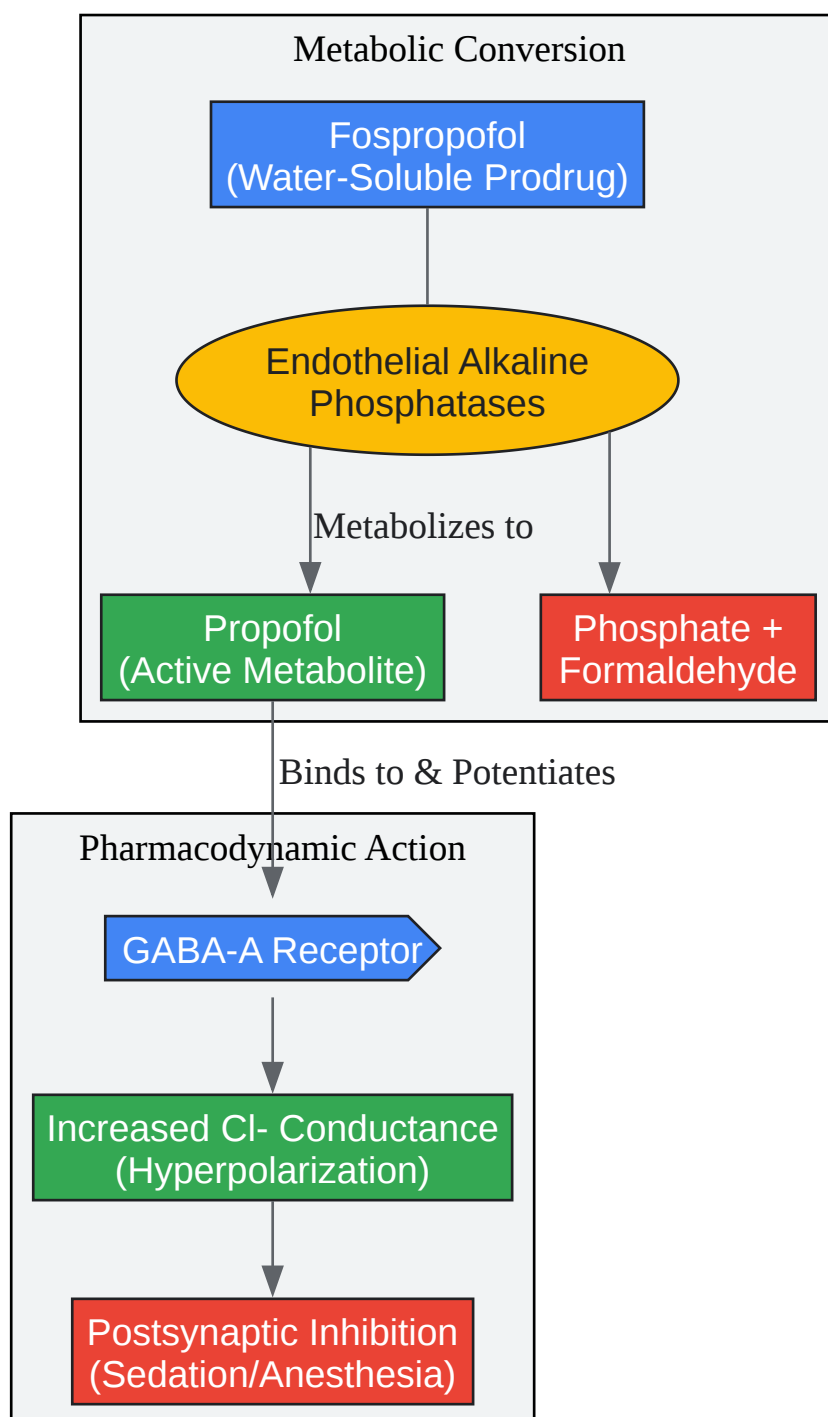 Metabolic Conversion
Fospropofol
(Water-Soluble Prodrug)
Endothelial Alkaline
Phosphatases
Metabolizes to
Propofol
(Active Metabolite)
Phosphate +
Formaldehyde
Binds to & Potentiates
Pharmacodynamic Action
GABA-A Receptor
Increased Cl- Conductance
(Hyperpolarization)
Postsynaptic Inhibition
(Sedation/Anesthesia)